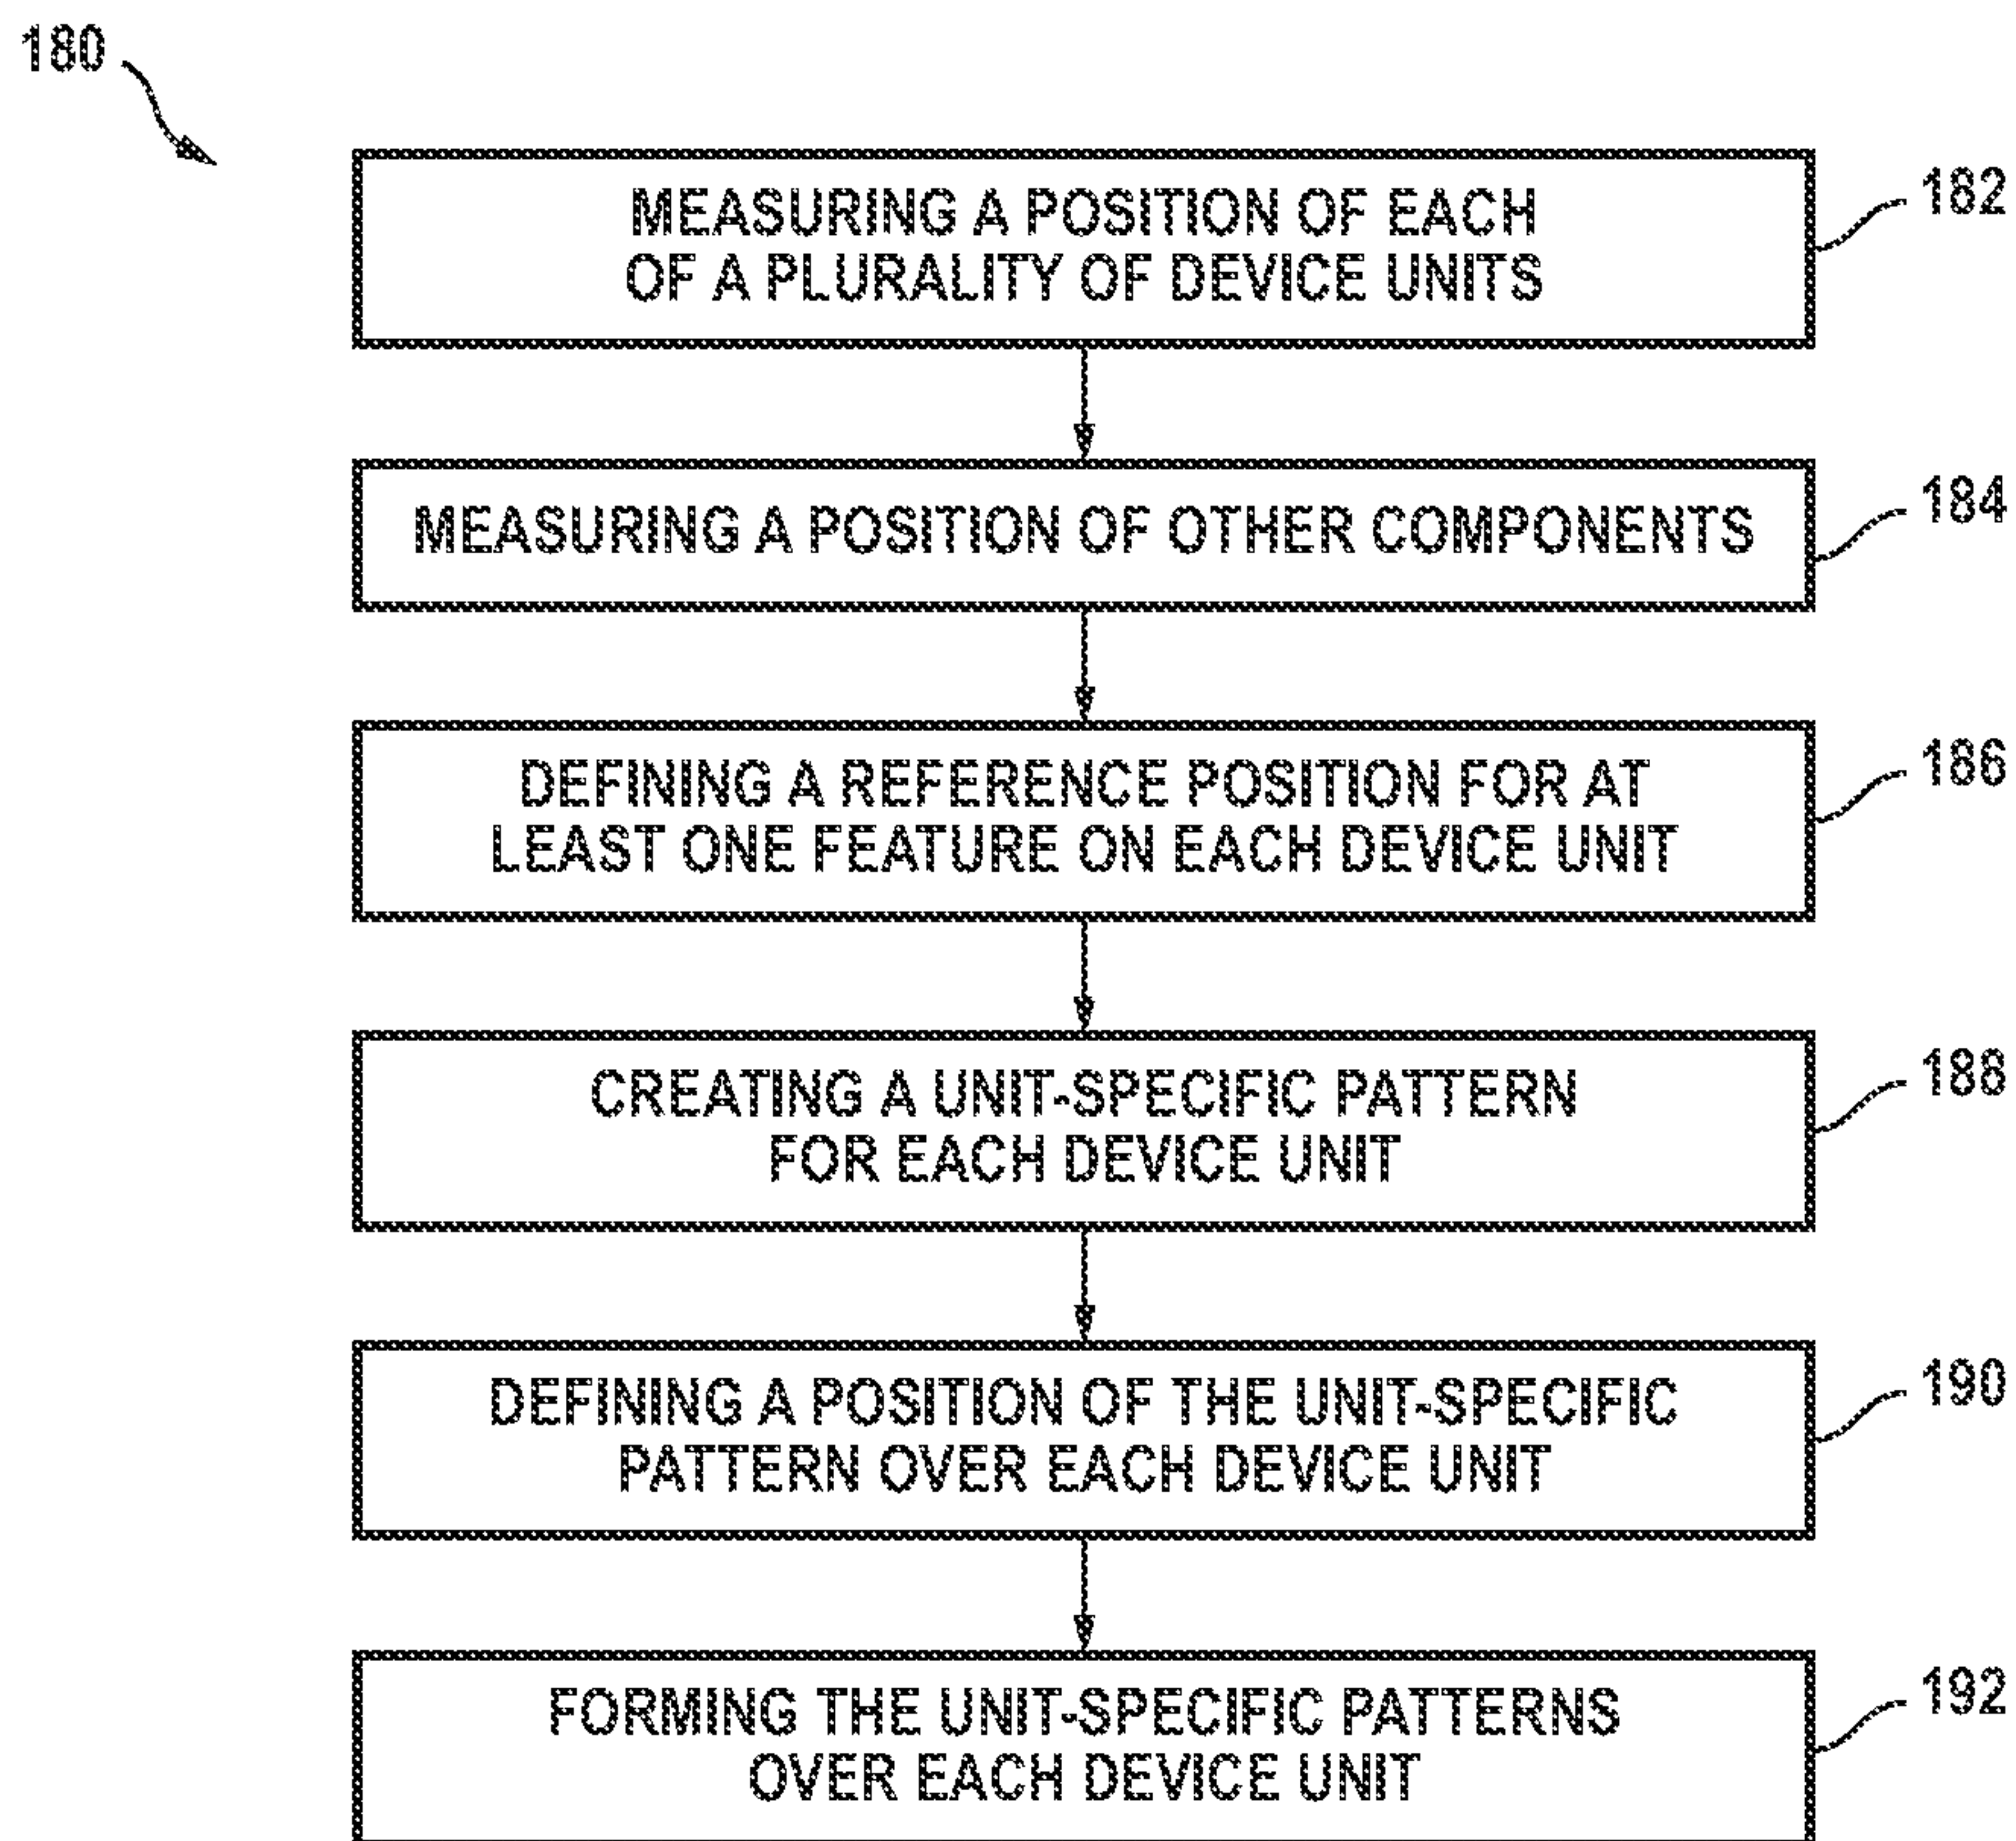 180
MEASURING A POSITION OF EACH
OF A PLURALITY OF DEVICE UNITS
182
MEASURING A POSITION OF OTHER COMPONENTS
184
DEFINING A REFERENCE POSITION FOR AT
LEAST ONE FEATURE ON EACH DEVICE UNIT
186
CREATING A UNIT-SPECIFIC PATTERN
FOR EACH DEVICE UNIT
188
DEFINING A POSITION OF THE UNIT-SPECIFIC
PATTERN OVER EACH DEVICE UNIT
190
FORMING THE UNIT-SPECIFIC PATTERNS
OVER EACH DEVICE UNIT
192